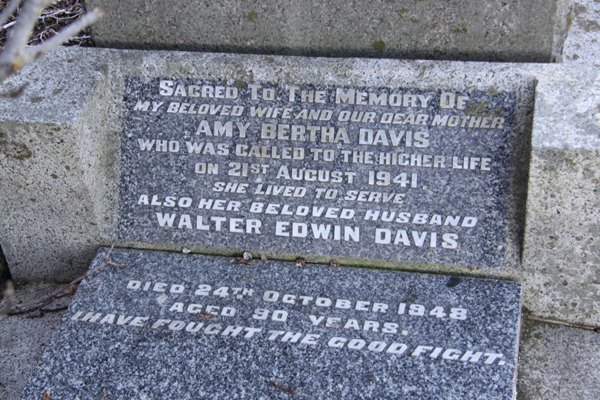 Sacred To The Memory Of
MY BELOVED WIFE AND OUR DEAR MOTHER
AMY BERTHA DAVIS
WHO WAS CALLED TO THE HIGHER LIFE
ON 21ST AUGUST 1941.
SHE LIVED TO SERVE
ALSO HER BELOVED HUSBAND
WALTER EDWIN DAVIS
DIED 24TH OCTOBER 1948
AGED 90 YEARS.
"I HAVE FOUGHT THE GOOD FIGHT."